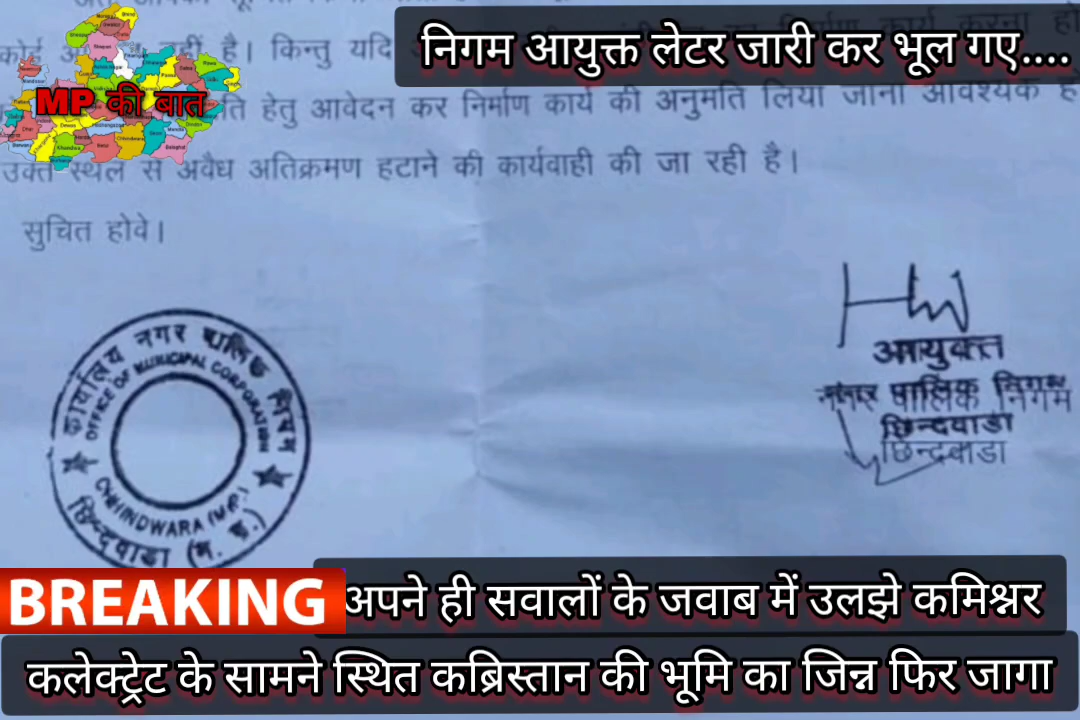 निगम आयुक्त लेटर जारी कर भूल गए....
कोई नहीं है। किन्तु यदि
MP की बात
हेतु आवेदन कर निर्माण कार्य की अनुमति लिया जाना आवश्यक है
उक्त स्थल से अवैध अतिक्रमण हटाने की कार्यवाही की जा रही है।
सुचित होवे।
कार्यालय नगर पालिक निगम
OFFICE OF MUNICIPAL CORPORATION
CHHINDWARA (M.P.)
छिन्दवाडा (म. प्र.)
आयुक्त
नगर पालिक निगम
छिन्दवाडा
छिन्दवाडा
BREAKING
अपने ही सवालों के जवाब में उलझे कमिश्नर
कलेक्ट्रेट के सामने स्थित कब्रिस्तान की भूमि का जिन्न फिर जागा